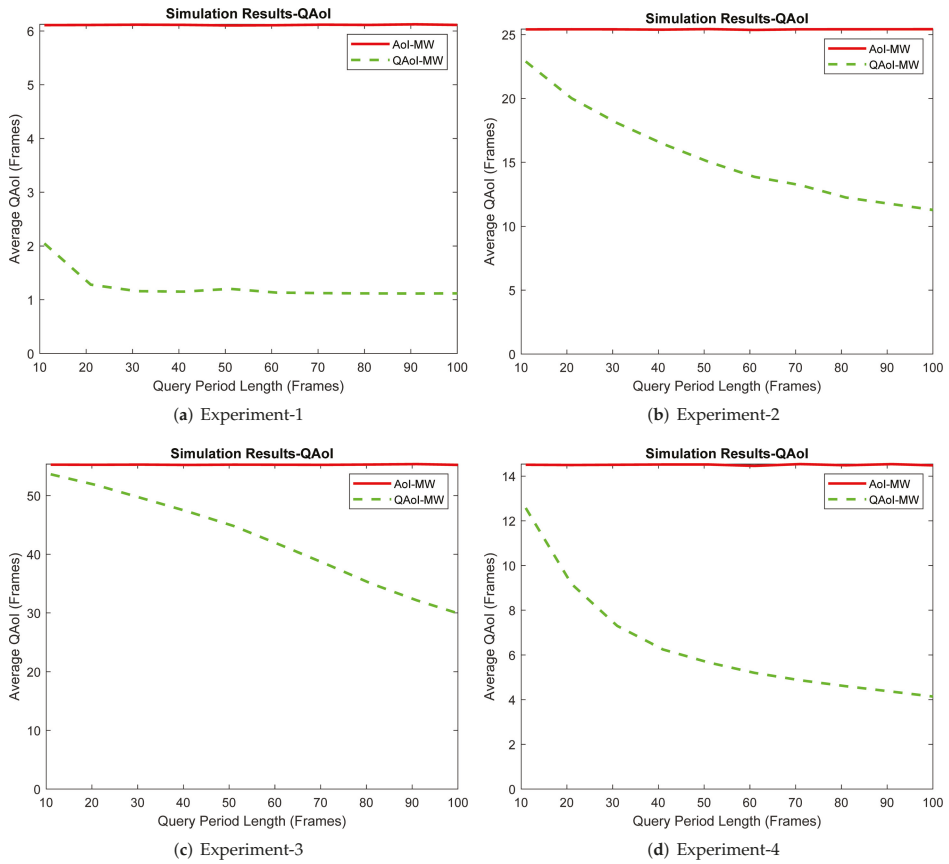 Simulation Results-QAoI
AoI-MW
QAoI-MW
Average QAoI (Frames)
6
5
4
3
2
1
0
10 20 30 40 50 60 70 80 90 100
Query Period Length (Frames)
(a) Experiment-1
Simulation Results-QAoI
AoI-MW
QAoI-MW
Average QAoI (Frames)
25
20
15
10
5
0
10 20 30 40 50 60 70 80 90 100
Query Period Length (Frames)
(b) Experiment-2
Simulation Results-QAoI
AoI-MW
QAoI-MW
Average QAoI (Frames)
50
40
30
20
10
0
10 20 30 40 50 60 70 80 90 100
Query Period Length (Frames)
(c) Experiment-3
Simulation Results-QAoI
AoI-MW
QAoI-MW
Average QAoI (Frames)
14
12
10
8
6
4
2
0
10 20 30 40 50 60 70 80 90 100
Query Period Length (Frames)
(d) Experiment-4